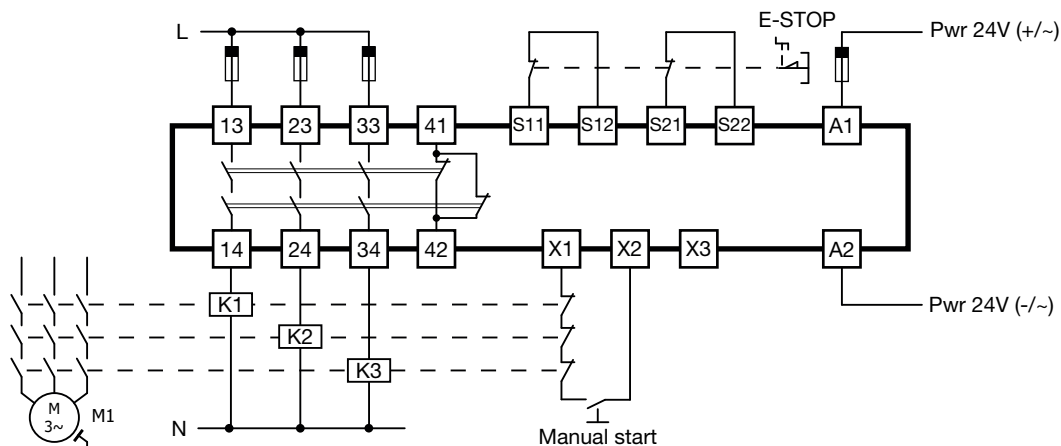 L
E-STOP
Pwr 24V (+/~)
13
23
33
41
S11
S12
S21
S22
A1
14
24
34
42
X1
X2
X3
A2
K1
K2
K3
Pwr 24V (-/~)
M
3~
M1
N
Manual start